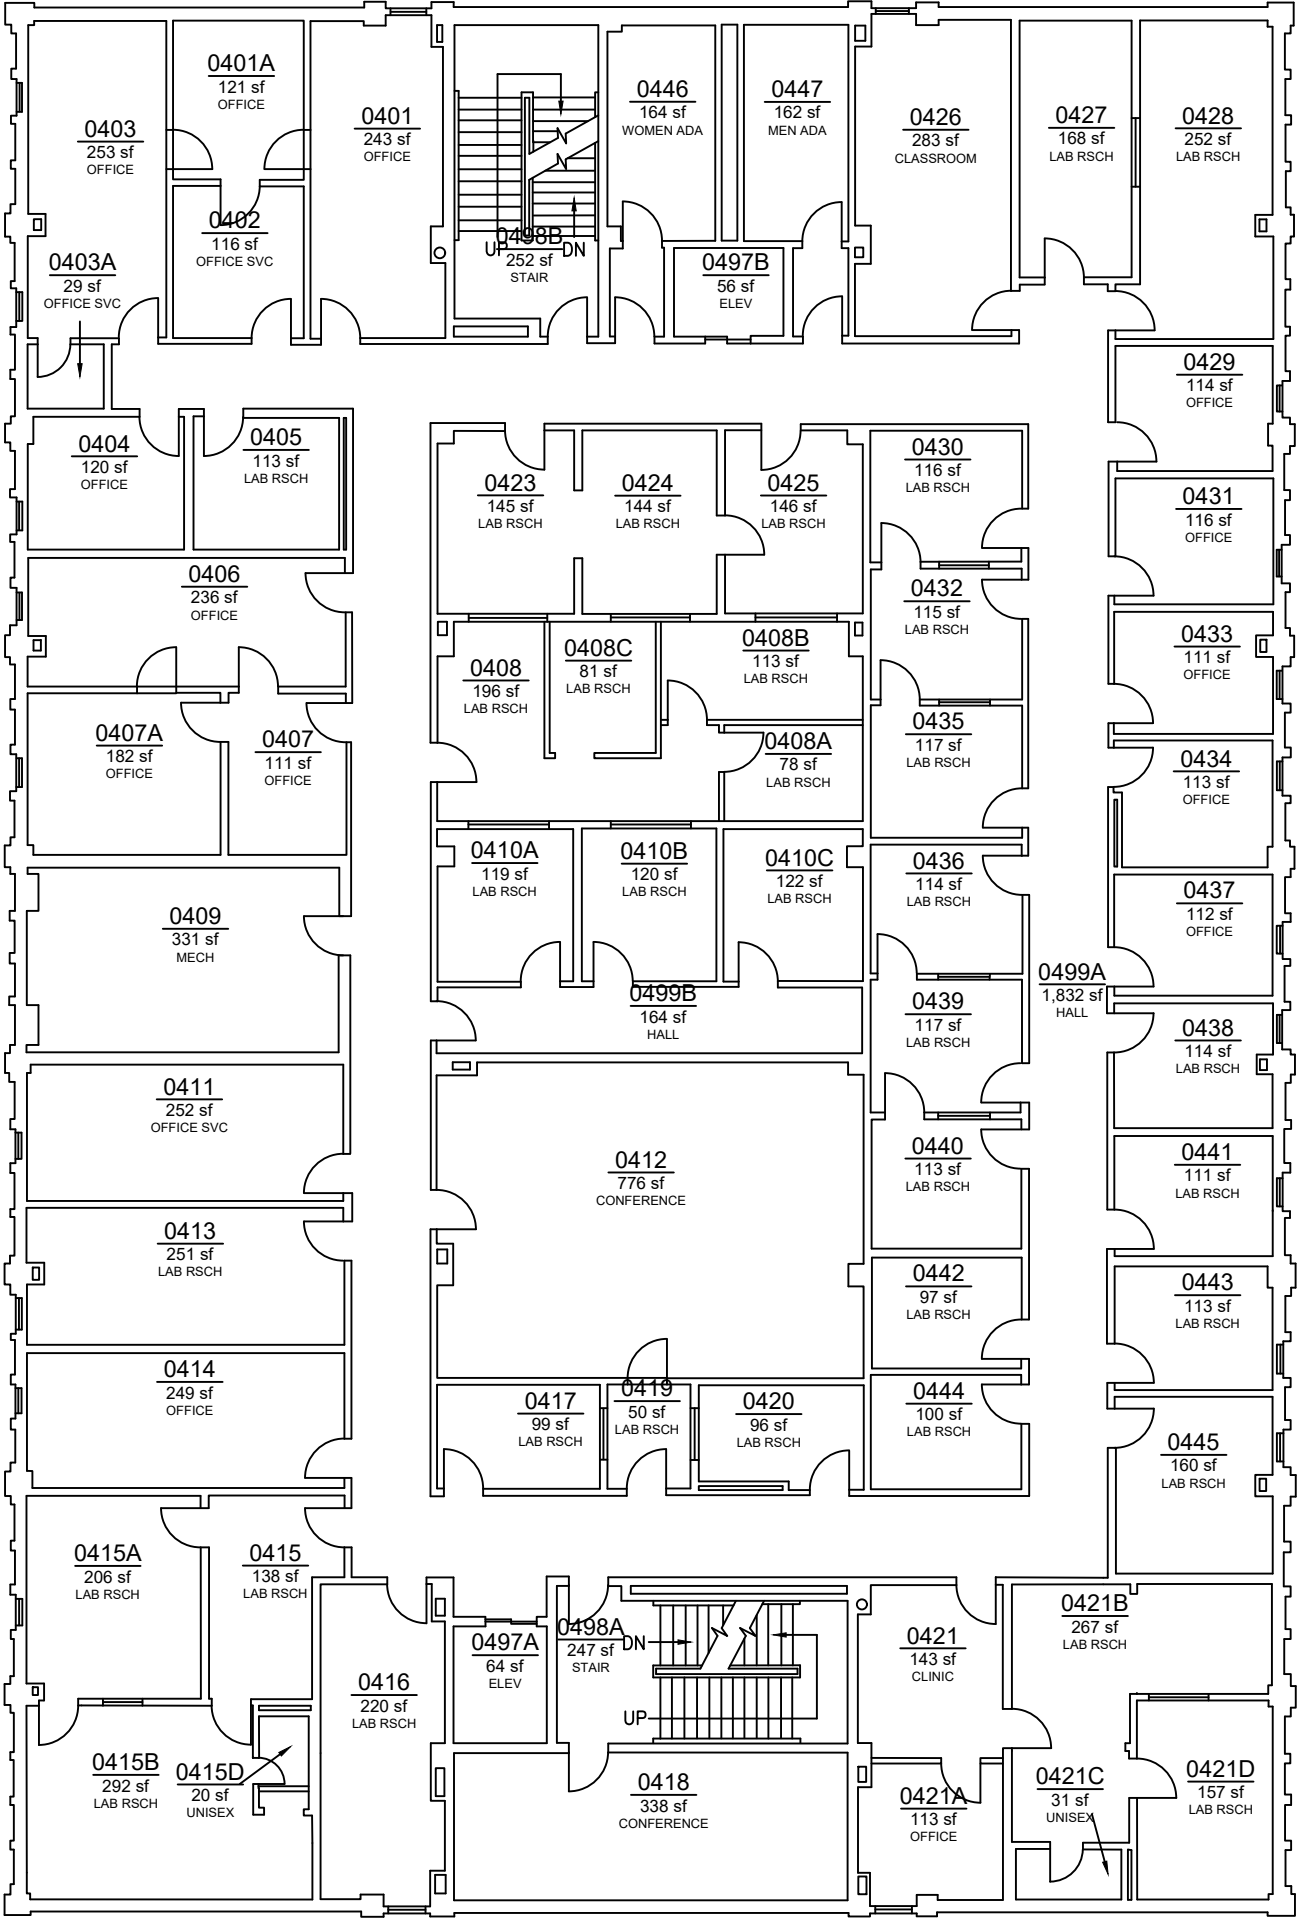 0401A
121 sf
OFFICE
0403
253 sf
OFFICE
0401
243 sf
OFFICE
0446
164 sf
WOMEN ADA
0447
162 sf
MEN ADA
0426
283 sf
CLASSROOM
0427
168 sf
LAB RSCH
0428
252 sf
LAB RSCH
0402
116 sf
OFFICE SVC
0403A
29 sf
OFFICE SVC
UP
0498B
DN
252 sf
STAIR
0497B
56 sf
ELEV
0429
114 sf
OFFICE
0404
120 sf
OFFICE
0405
113 sf
LAB RSCH
0423
145 sf
LAB RSCH
0424
144 sf
LAB RSCH
0425
146 sf
LAB RSCH
0430
116 sf
LAB RSCH
0431
116 sf
OFFICE
0406
236 sf
OFFICE
0432
115 sf
LAB RSCH
0433
111 sf
OFFICE
0408
196 sf
LAB RSCH
0408C
81 sf
LAB RSCH
0408B
113 sf
LAB RSCH
0407A
182 sf
OFFICE
0407
111 sf
OFFICE
0408A
78 sf
LAB RSCH
0435
117 sf
LAB RSCH
0434
113 sf
OFFICE
0410A
119 sf
LAB RSCH
0410B
120 sf
LAB RSCH
0410C
122 sf
LAB RSCH
0436
114 sf
LAB RSCH
0437
112 sf
OFFICE
0409
331 sf
MECH
0499B
164 sf
HALL
0439
117 sf
LAB RSCH
0499A
1,832 sf
HALL
0438
114 sf
LAB RSCH
0411
252 sf
OFFICE SVC
0412
776 sf
CONFERENCE
0440
113 sf
LAB RSCH
0441
111 sf
LAB RSCH
0413
251 sf
LAB RSCH
0442
97 sf
LAB RSCH
0443
113 sf
LAB RSCH
0414
249 sf
OFFICE
0417
99 sf
LAB RSCH
0419
50 sf
LAB RSCH
0420
96 sf
LAB RSCH
0444
100 sf
LAB RSCH
0445
160 sf
LAB RSCH
0415A
206 sf
LAB RSCH
0415
138 sf
LAB RSCH
0416
220 sf
LAB RSCH
0497A
64 sf
ELEV
0498A
247 sf
STAIR
DN
UP
0421
143 sf
CLINIC
0421B
267 sf
LAB RSCH
0415B
292 sf
LAB RSCH
0415D
20 sf
UNISEX
0418
338 sf
CONFERENCE
0421A
113 sf
OFFICE
0421C
31 sf
UNISEX
0421D
157 sf
LAB RSCH